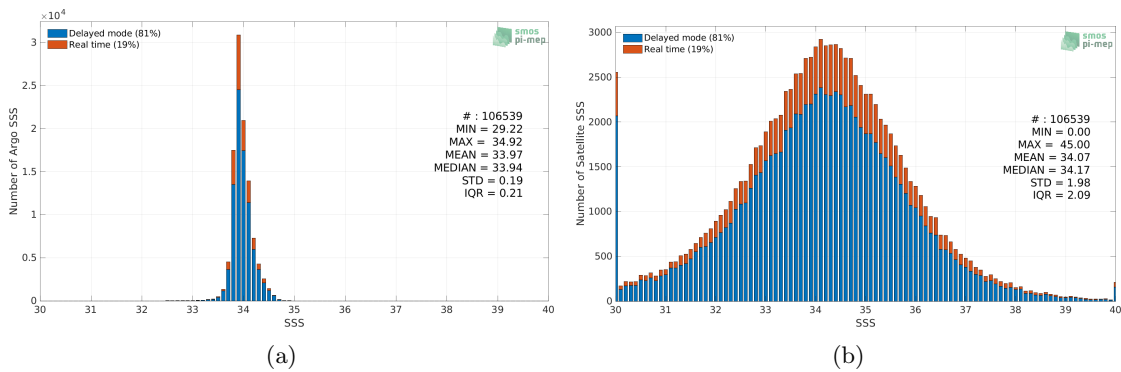 ×10⁴
Delayed mode (81%)
Real time (19%)
smos
pi-mep
3
2.5
2
1.5
1
0.5
0
Number of Argo SSS
# : 106539
MIN = 29.22
MAX = 34.92
MEAN = 33.97
MEDIAN = 33.94
STD = 0.19
IQR = 0.21
30 31 32 33 34 35 36 37 38 39 40
SSS
(a)
Delayed mode (81%)
Real time (19%)
smos
pi-mep
3000
2500
2000
1500
1000
500
0
Number of Satellite SSS
# : 106539
MIN = 0.00
MAX = 45.00
MEAN = 34.07
MEDIAN = 34.17
STD = 1.98
IQR = 2.09
30 31 32 33 34 35 36 37 38 39 40
SSS
(b)